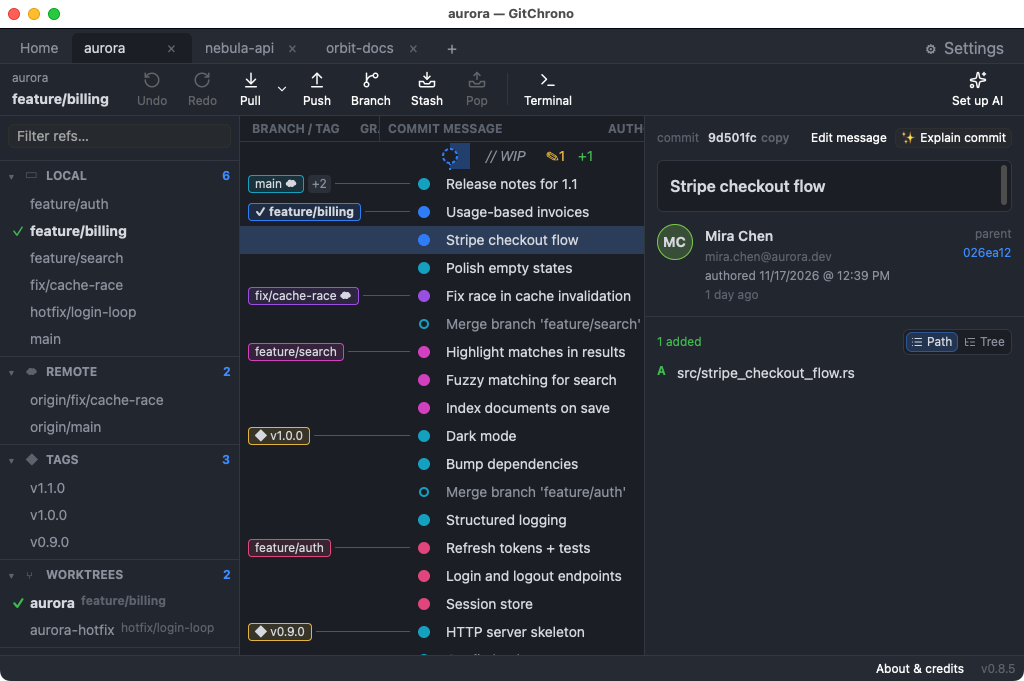 aurora — GitChrono
Home aurora × nebula-api × orbit-docs × + Settings
aurora
feature/billing
Undo Redo Pull Push Branch Stash Pop Terminal Set up AI
Filter refs...
LOCAL 6
feature/auth
feature/billing
feature/search
fix/cache-race
hotfix/login-loop
main
REMOTE 2
origin/fix/cache-race
origin/main
TAGS 3
v1.1.0
v1.0.0
v0.9.0
WORKTREES 2
aurora feature/billing
aurora-hotfix hotfix/login-loop
BRANCH / TAG GRA COMMIT MESSAGE AUTH
// WIP 1 +1
main +2 Release notes for 1.1
feature/billing Usage-based invoices
Stripe checkout flow
Polish empty states
fix/cache-race Fix race in cache invalidation
Merge branch 'feature/search'
feature/search Highlight matches in results
Fuzzy matching for search
Index documents on save
v1.0.0 Dark mode
Bump dependencies
Merge branch 'feature/auth'
Structured logging
feature/auth Refresh tokens + tests
Login and logout endpoints
Session store
v0.9.0 HTTP server skeleton
commit 9d501fc copy Edit message Explain commit
Stripe checkout flow
MC
Mira Chen
mira.chen@aurora.dev
authored 11/17/2026 @ 12:39 PM
1 day ago
parent
026ea12
1 added Path Tree
A src/stripe_checkout_flow.rs
About & credits v0.8.5